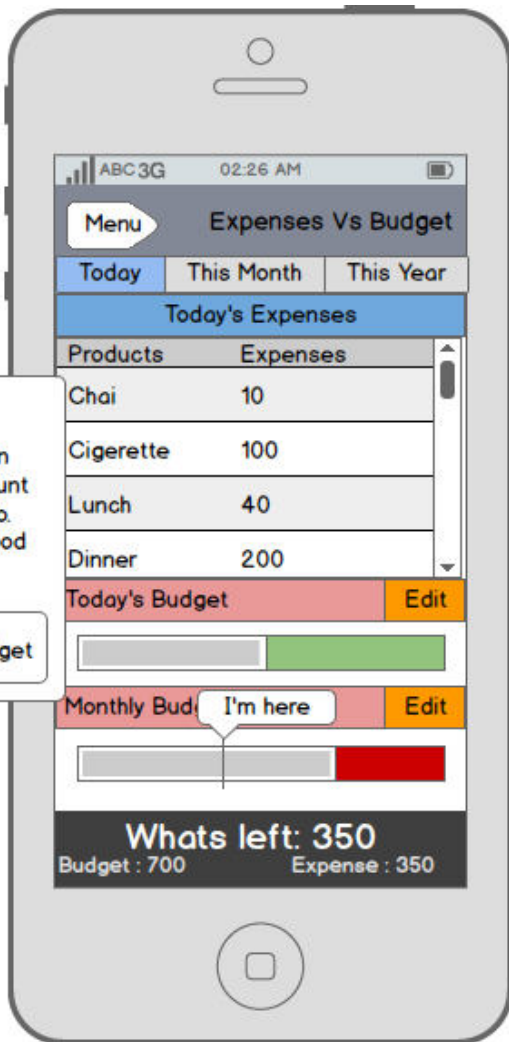 ABC 3G 02:26 AM
Menu Expenses Vs Budget
Today This Month This Year
Today's Expenses
Products Expenses
Chai 10
Cigerette 100
Lunch 40
Dinner 200
Today's Budget Edit
Monthly I'm here Edit
Whats left: 350
Budget : 700 Expense : 350